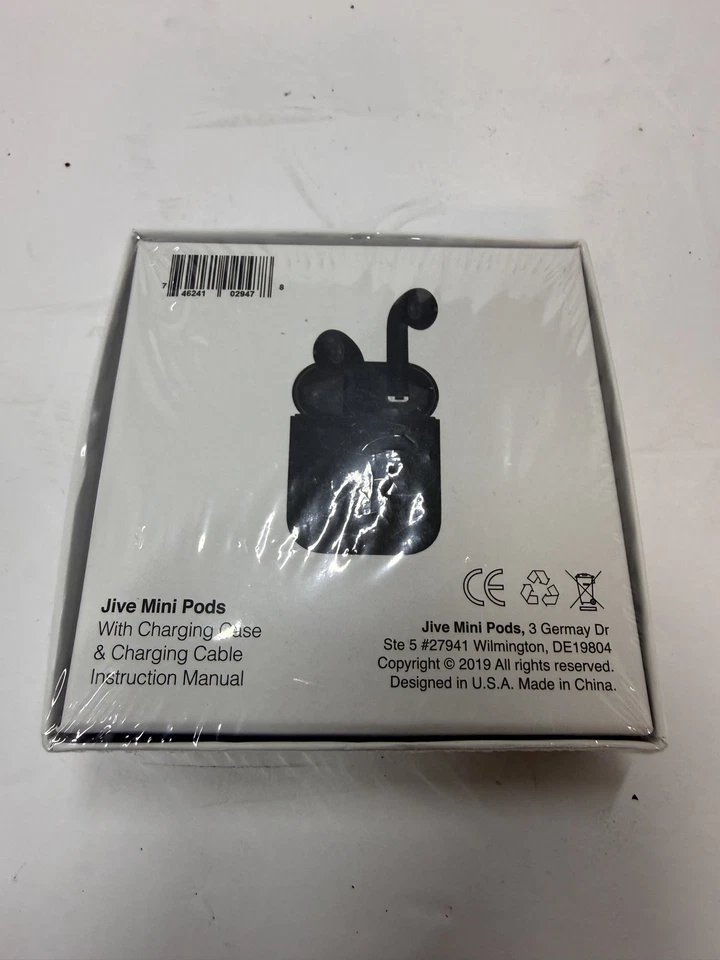 7 46241 02947 8
Jive Mini Pods
With Charging Case
& Charging Cable
Instruction Manual
CE
Jive Mini Pods, 3 Germay Dr
Ste 5 #27941 Wilmington, DE19804
Copyright © 2019 All rights reserved.
Designed in U.S.A. Made in China.